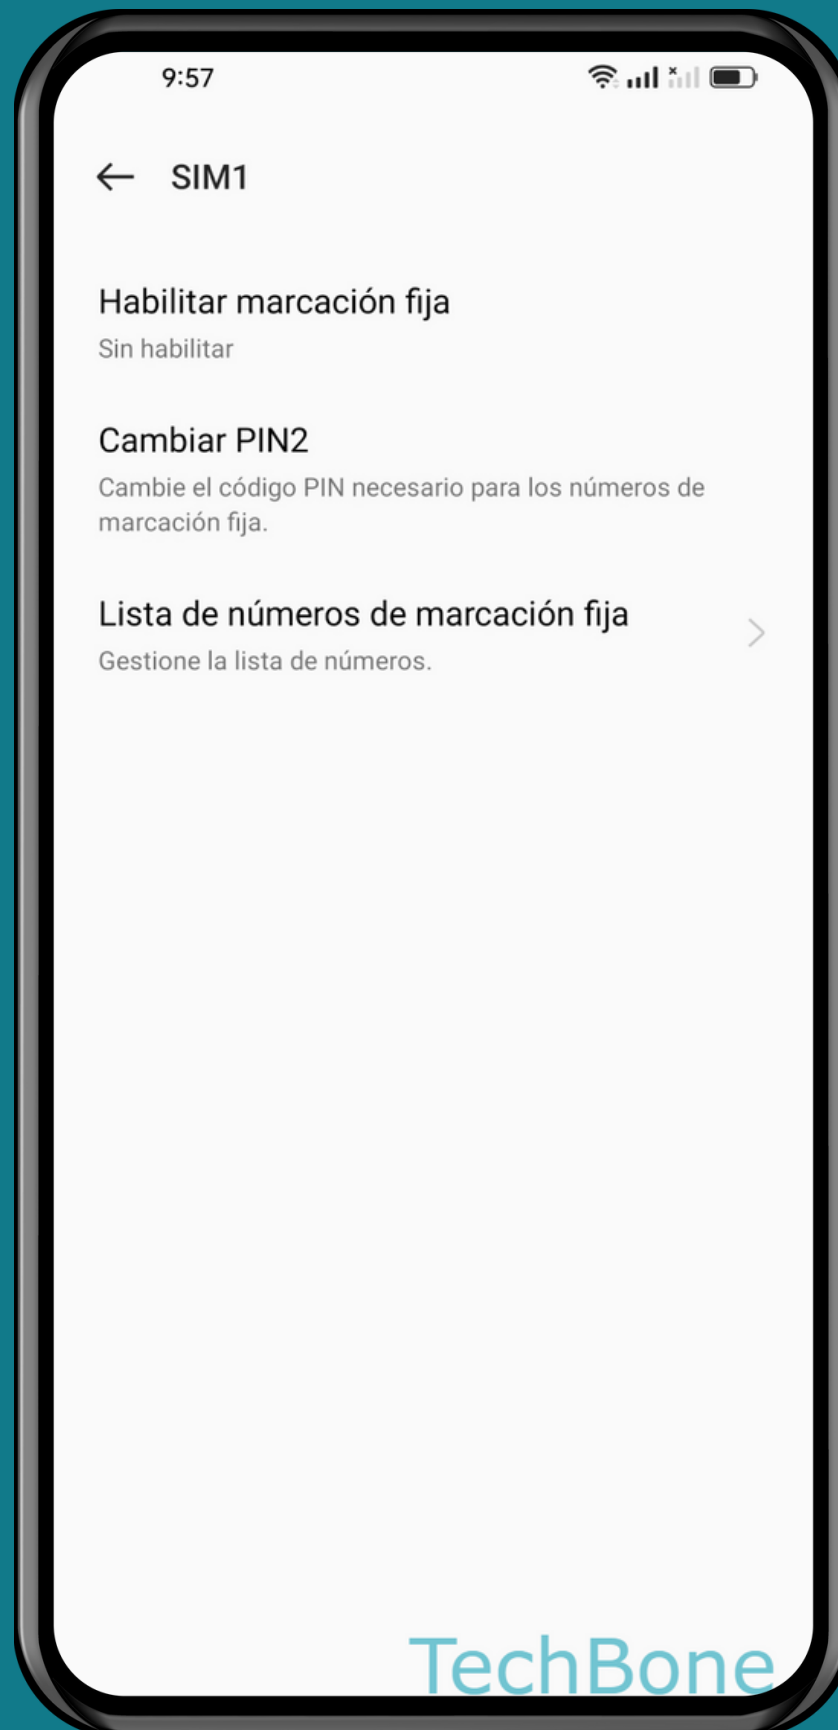 9:57
SIM1
Habilitar marcación fija
Sin habilitar
Cambiar PIN2
Cambie el código PIN necesario para los números de
marcación fija.
Lista de números de marcación fija
Gestione la lista de números.
TechBone